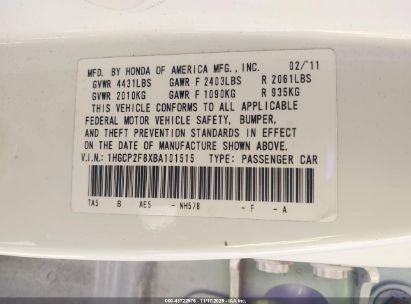 MFD. BY HONDA OF AMERICA MFG., INC. 02/'11
GVWR 4431LBS GAWR F 2403LBS R 2061LBS
GVWR 2010KG GAWR F 1090KG R 935KG
THIS VEHICLE CONFORMS TO ALL APPLICABLE
FEDERAL MOTOR VEHICLE SAFETY, BUMPER,
AND THEFT PREVENTION STANDARDS IN EFFECT
ON THE DATE OF MANUFACTURE SHOWN ABOVE.
V.I.N.: 1HGCP2F8XBA101515 TYPE: PASSENGER CAR
TA5 B AES - NH578 - F - A